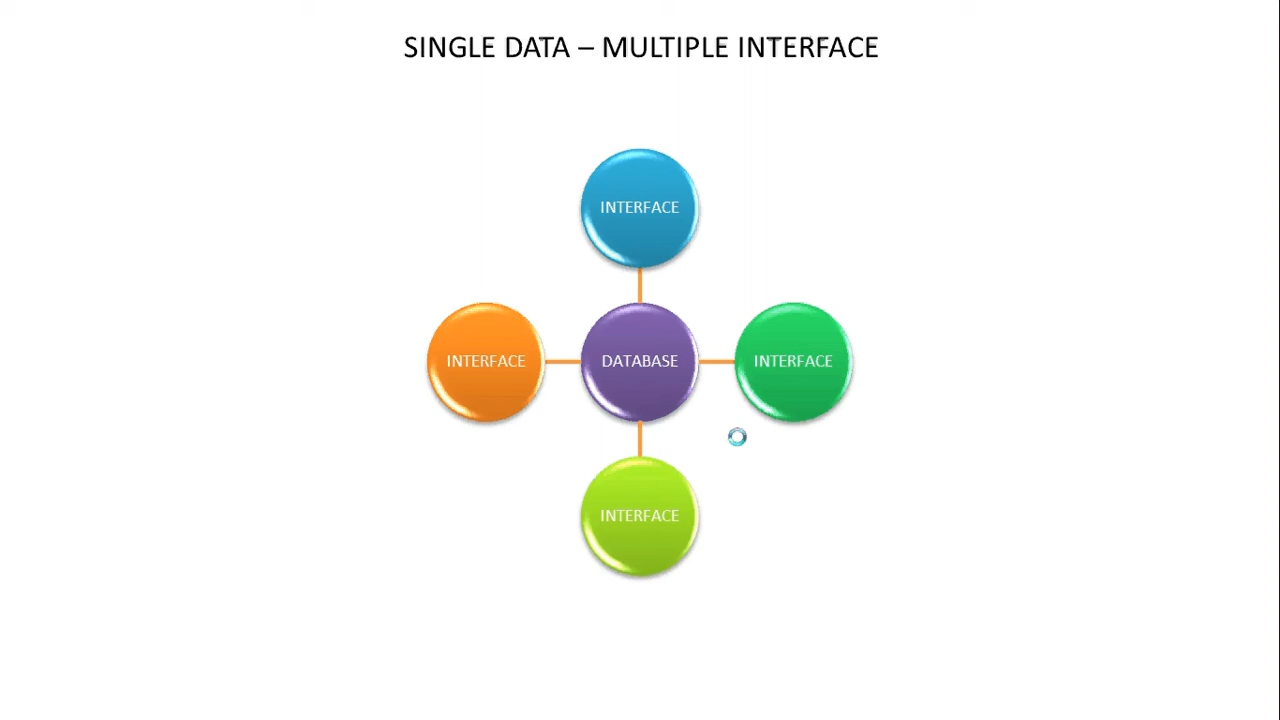 SINGLE DATA – MULTIPLE INTERFACE
INTERFACE
INTERFACE
DATABASE
INTERFACE
INTERFACE